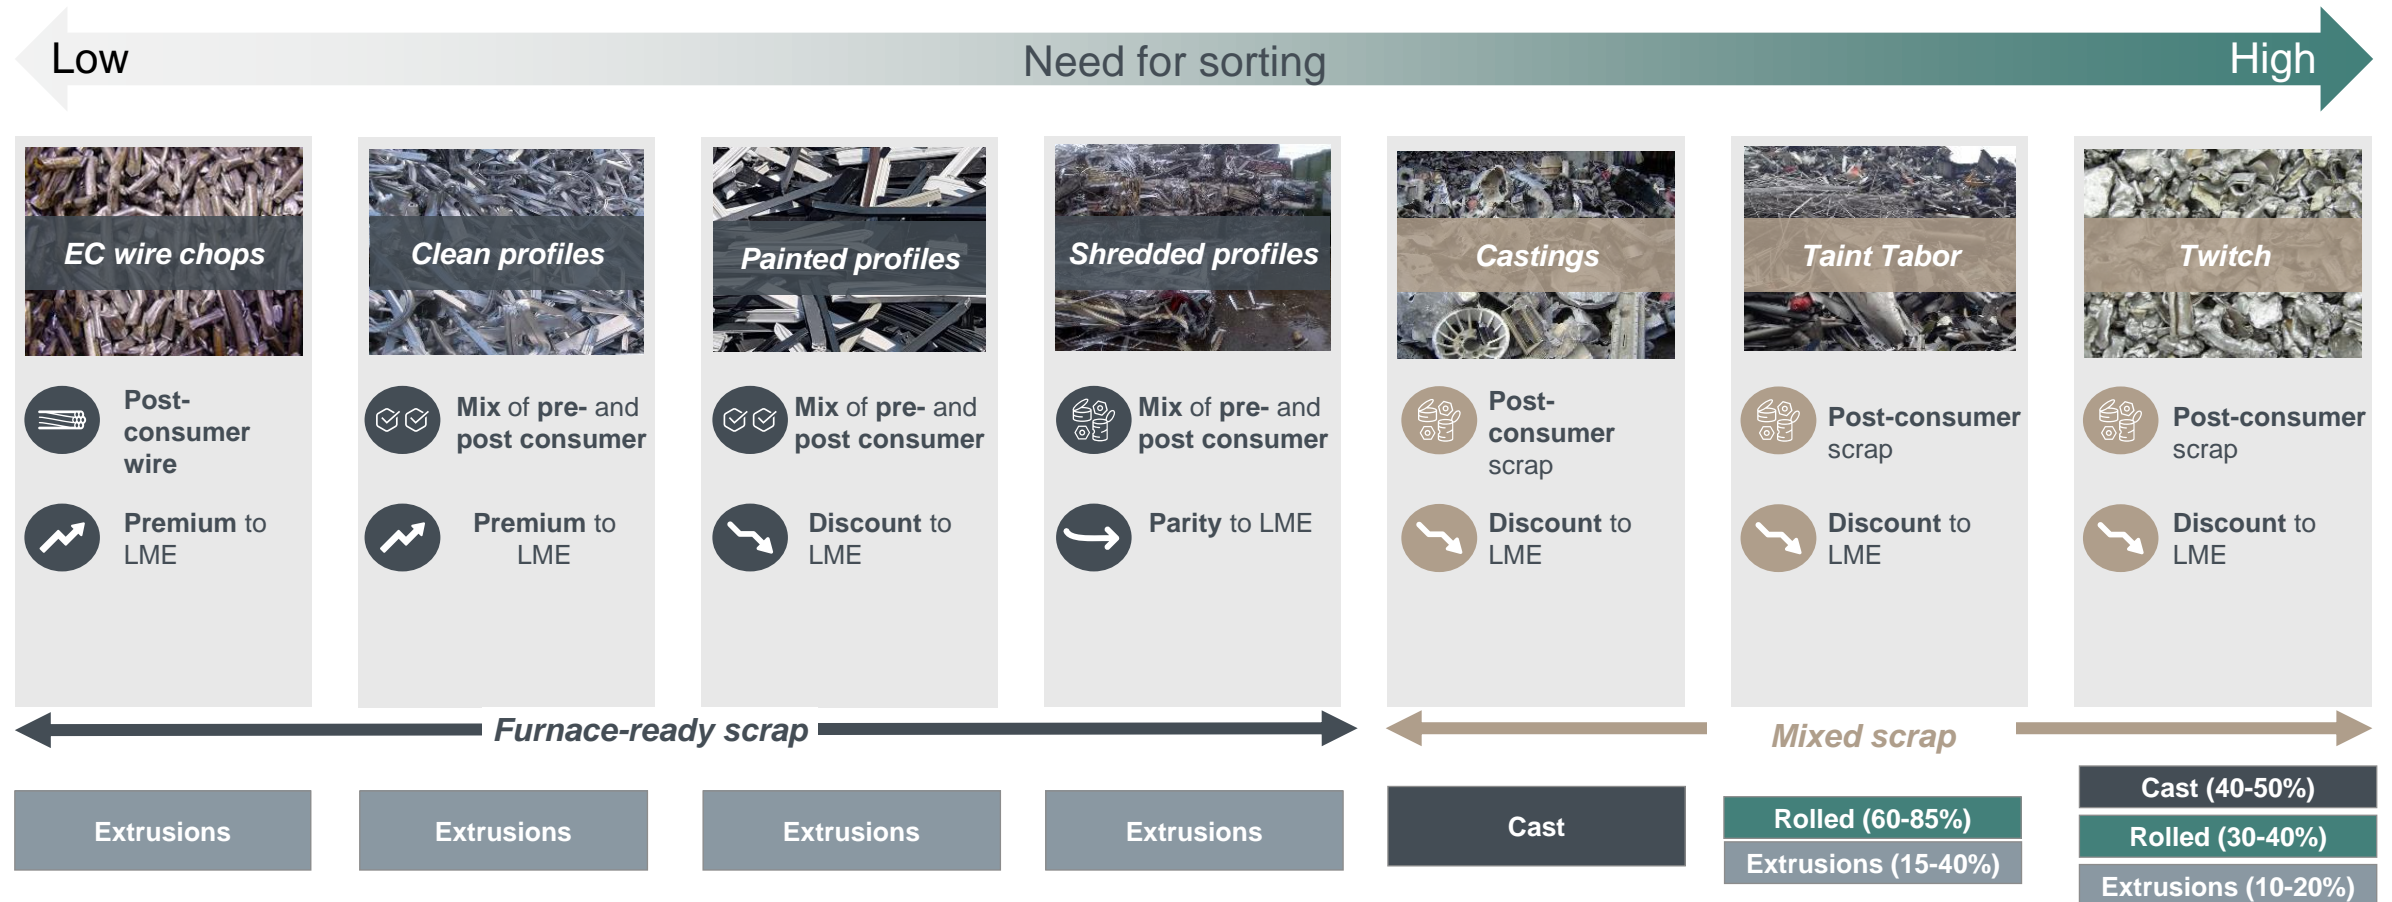 Low
Need for sorting
High
EC wire chops
Clean profiles
Painted profiles
Shredded profiles
Castings
Taint Tabor
Twitch
Post-
consumer
wire
Mix of pre- and
post consumer
Mix of pre- and
post consumer
Mix of pre- and
post consumer
Post-
consumer
scrap
Post-consumer
scrap
Post-consumer
scrap
Premium to
LME
Premium to
LME
Discount to
LME
Parity to LME
Discount to
LME
Discount to
LME
Discount to
LME
Furnace-ready scrap
Mixed scrap
Extrusions
Extrusions
Extrusions
Extrusions
Cast
Rolled (60-85%)
Extrusions (15-40%)
Cast (40-50%)
Rolled (30-40%)
Extrusions (10-20%)